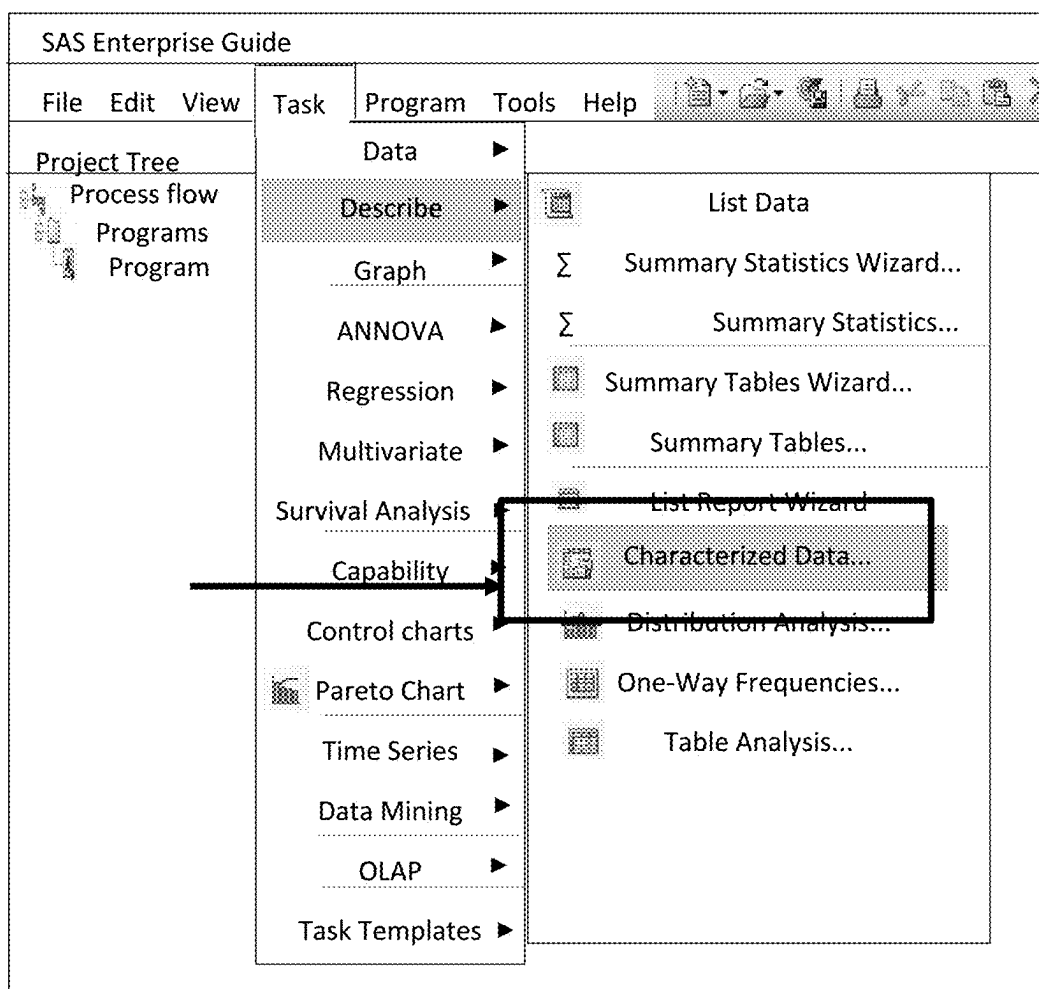 SAS Enterprise Guide
File Edit View Task Program Tools Help
Project Tree
Process flow
Programs
Program
Data
Describe
Graph
ANNOVA
Regression
Multivariate
Survival Analysis
Capability
Control charts
Pareto Chart
Time Series
Data Mining
OLAP
Task Templates
List Data
Σ Summary Statistics Wizard...
Σ Summary Statistics...
Summary Tables Wizard...
Summary Tables...
List Report Wizard
Characterized Data...
Distribution Analysis...
One-Way Frequencies...
Table Analysis...